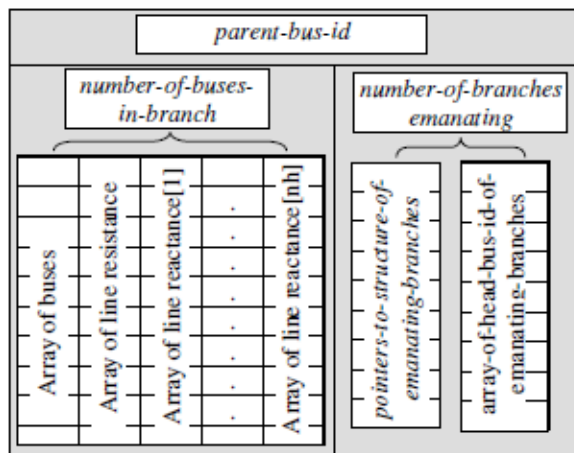 parent-bus-id
number-of-buses-
in-branch
number-of-branches
emanating
Array of buses
Array of line resistance
Array of line reactance[1]
. . . . . .
Array of line reactance[nh]
pointers-to-structure-of-
emanating-branches
array-of-head-bus-id-of-
emanating-branches